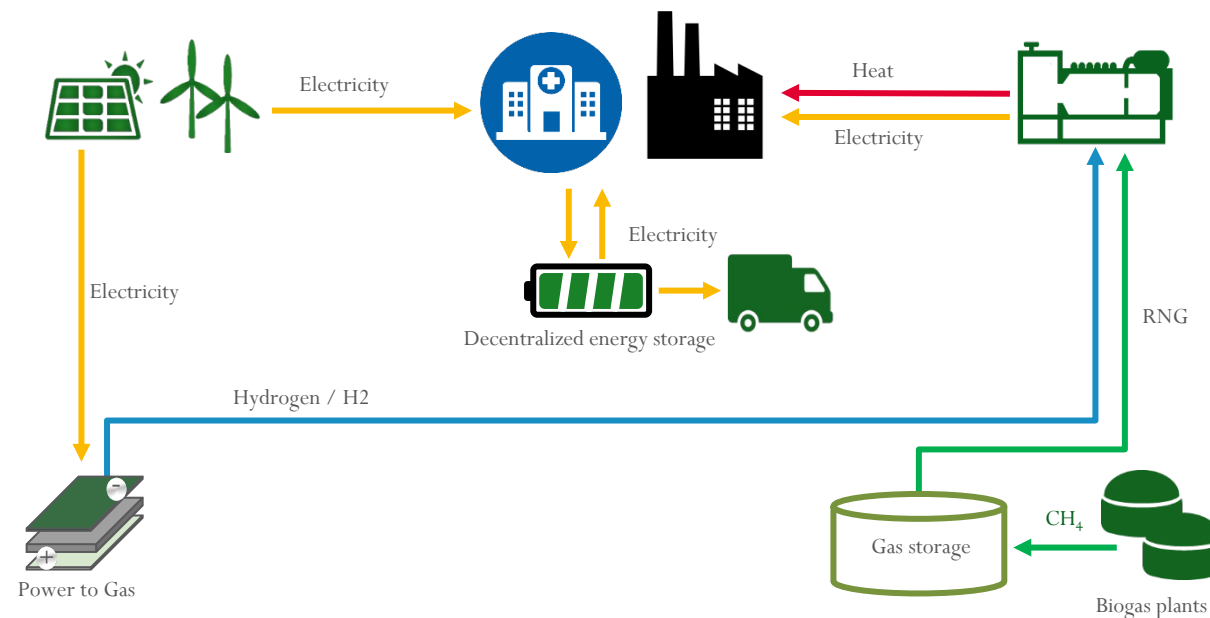 Electricity
Heat
Electricity
Electricity
Electricity
RNG
Decentralized energy storage
Hydrogen / H2
CH₄
Gas storage
Power to Gas
Biogas plants